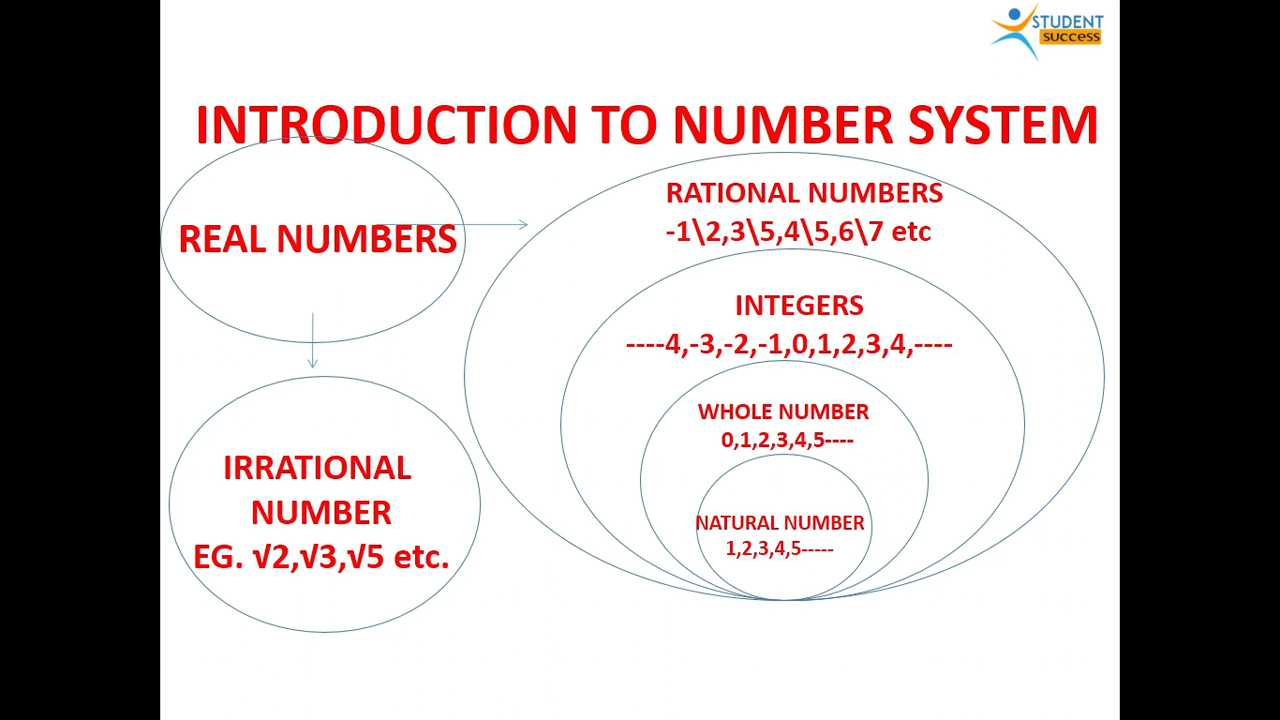 STUDENT
success
INTRODUCTION TO NUMBER SYSTEM
REAL NUMBERS
RATIONAL NUMBERS
-1\2,3\5,4\5,6\7 etc
INTEGERS
----4,-3,-2,-1,0,1,2,3,4,----
WHOLE NUMBER
0,1,2,3,4,5----
NATURAL NUMBER
1,2,3,4,5-----
IRRATIONAL
NUMBER
EG. √2,√3,√5 etc.